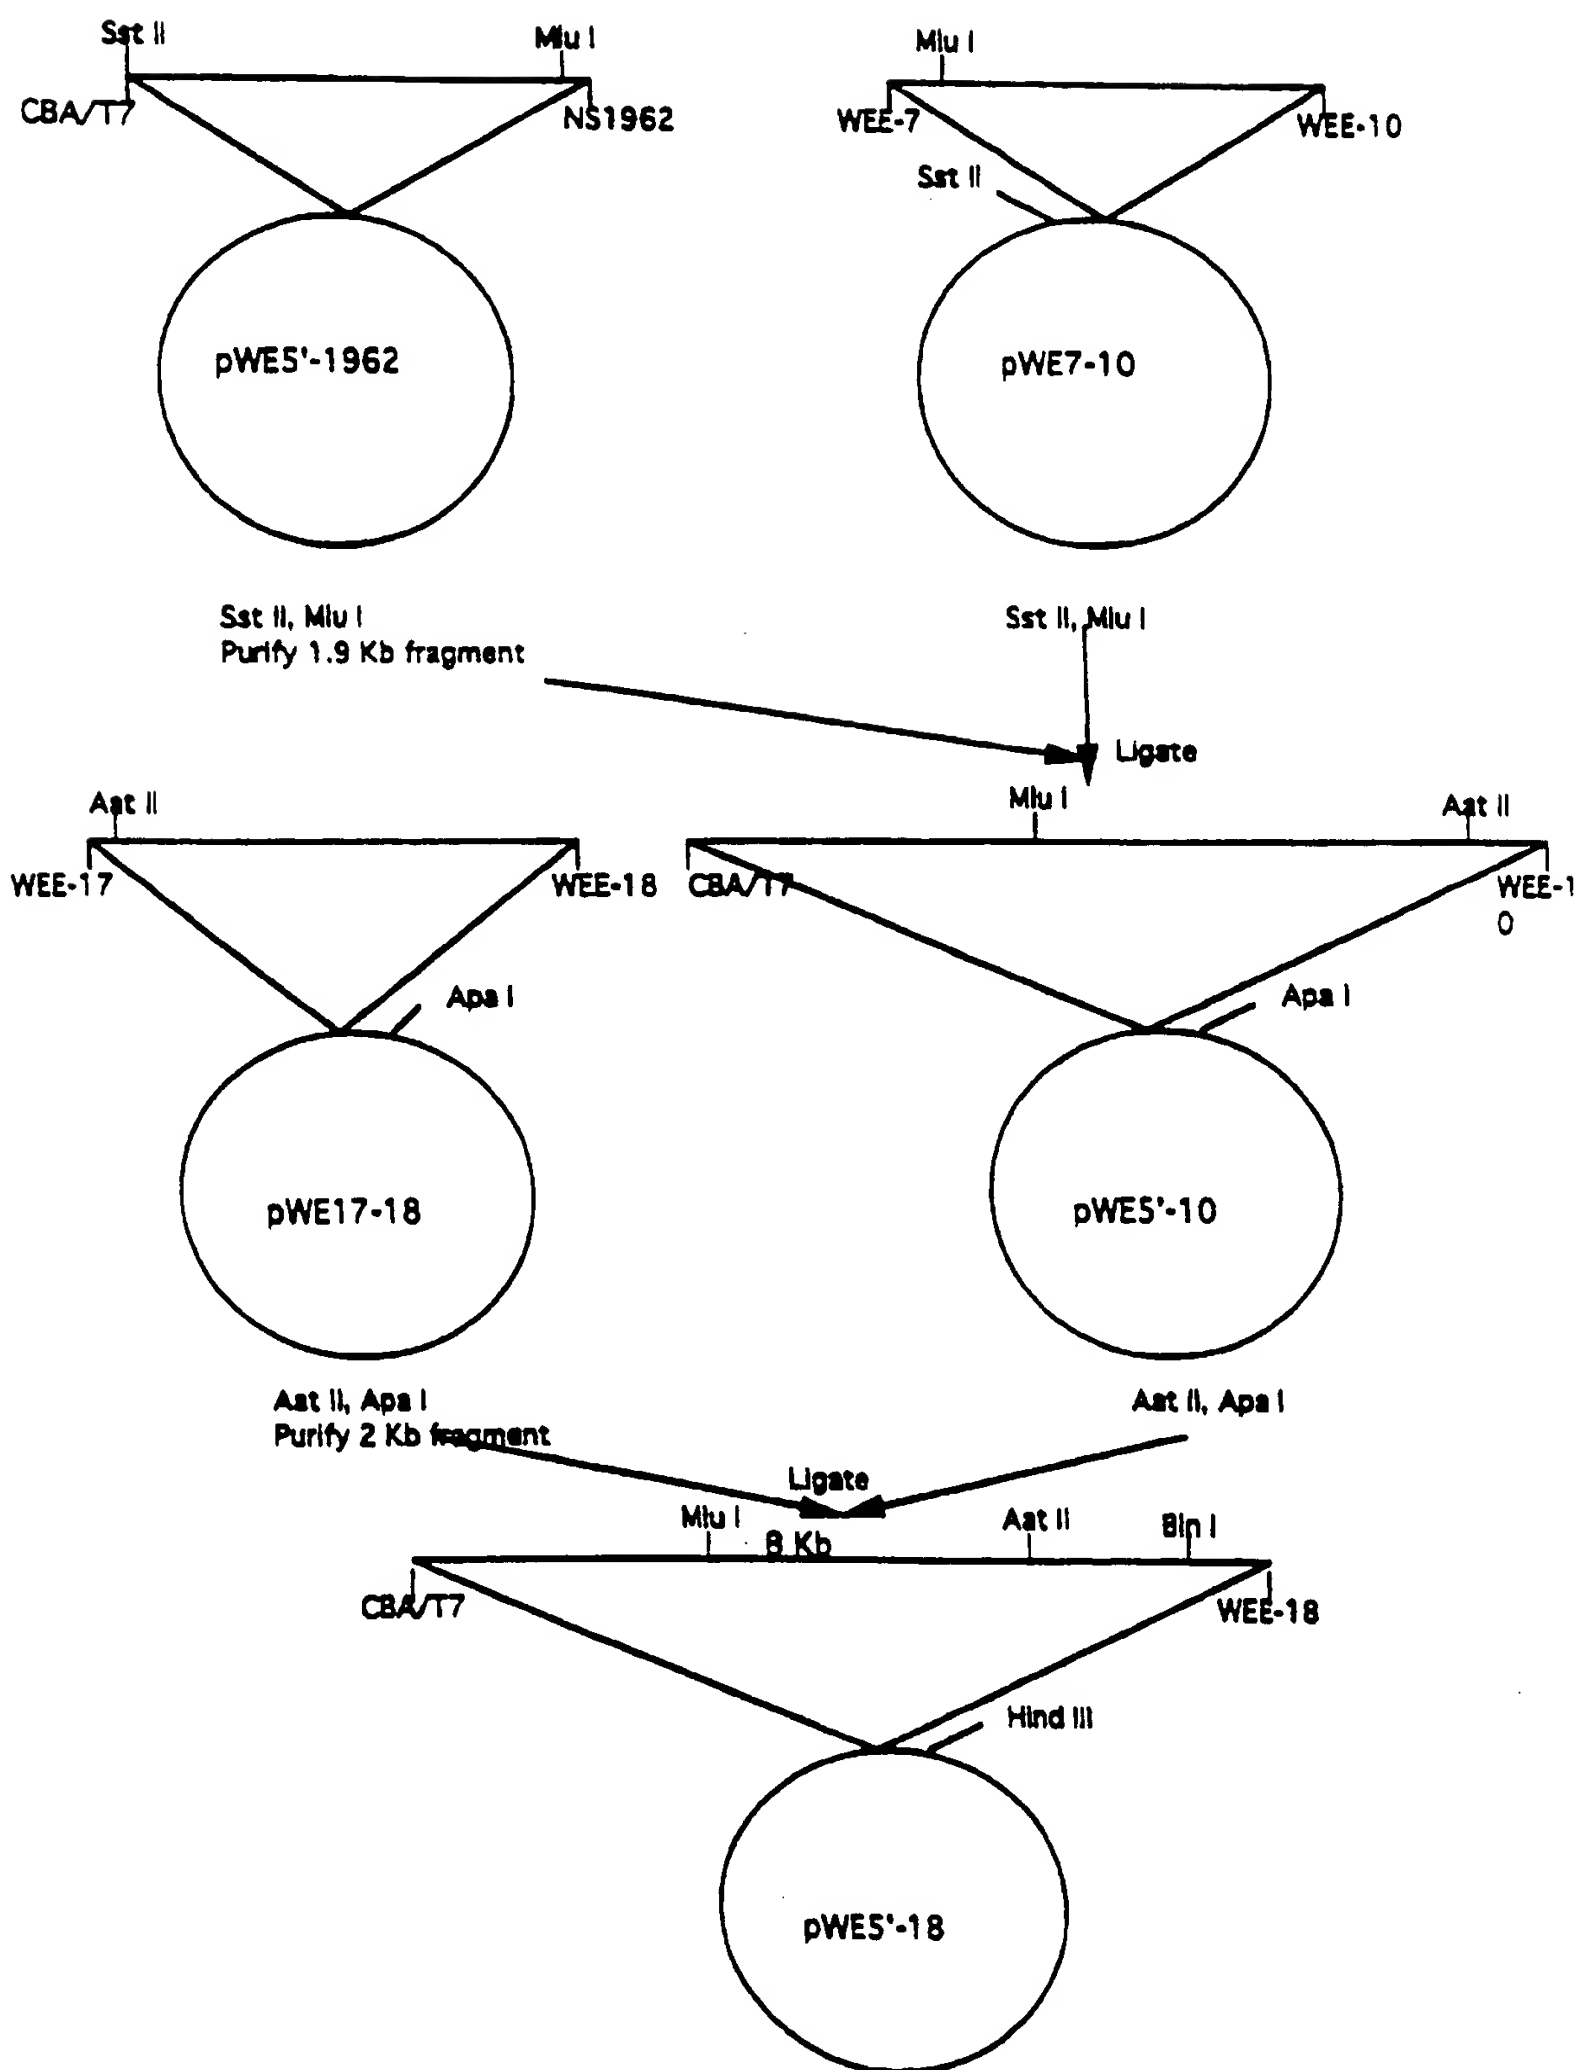 Sst II
Mlu I
CBA/T7
NS1962
pWE5'-1962
Mlu I
WEE-7
WEE-10
Sst II
pWE7-10
Sst II, Mlu I
Purify 1.9 Kb fragment
Sst II, Mlu I
Ligate
Aat II
WEE-17
WEE-18
Apa I
pWE17-18
Mlu I
Aat II
CBA/T7
WEE-1
0
Apa I
pWE5'-10
Aat II, Apa I
Purify 2 Kb fragment
Aat II, Apa I
Ligate
Mlu I
8 Kb
Aat II
Bln I
CBA/T7
WEE-18
Hind III
pWE5'-18